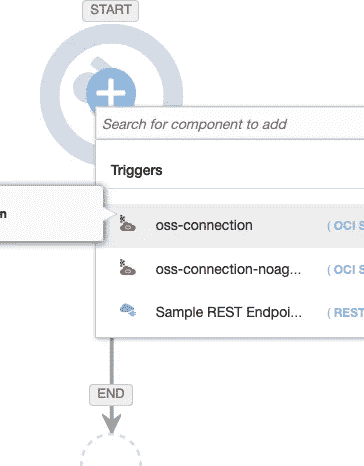 START
Search for component to add
Triggers
n
oss-connection ( OCI S
oss-connection-noag... ( OCI S
Sample REST Endpoi... ( REST
END